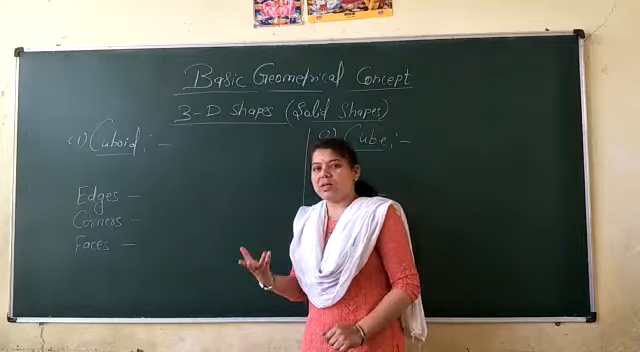 Basic Geometrical Concept
3-D Shapes (Solid Shapes)
(1) Cuboid :- 
(2) Cube :-
Edges -
Corners -
Faces -